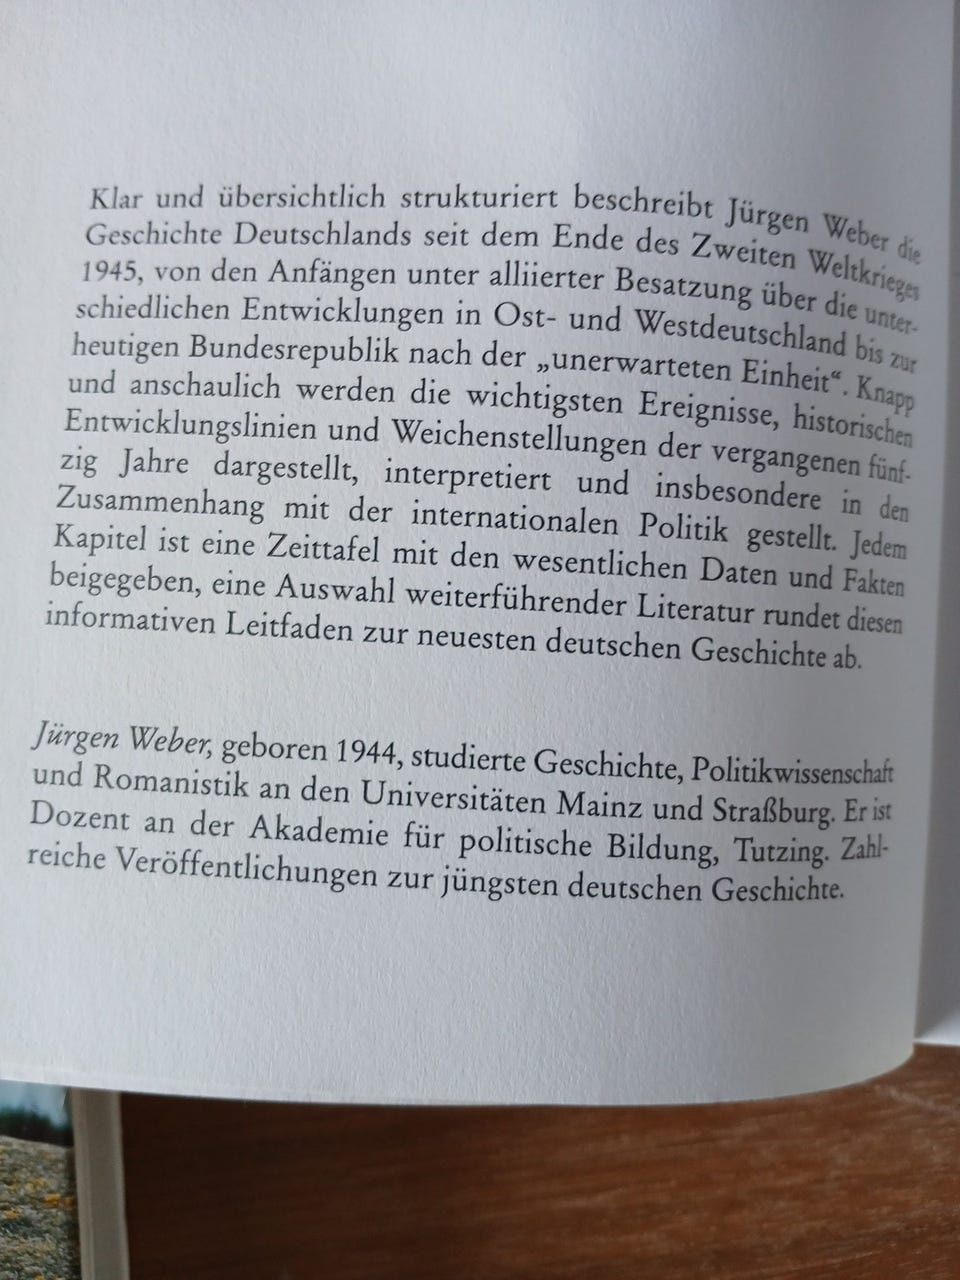 Klar und übersichtlich strukturiert beschreibt Jürgen Weber die
Geschichte Deutschlands seit dem Ende des Zweiten Weltkrieges
1945, von den Anfängen unter alliierter Besatzung über die unter-
schiedlichen Entwicklungen in Ost- und Westdeutschland bis zur
heutigen Bundesrepublik nach der „unerwarteten Einheit“. Knapp
und anschaulich werden die wichtigsten Ereignisse, historischen
Entwicklungslinien und Weichenstellungen der vergangenen fünf-
zig Jahre dargestellt, interpretiert und insbesondere in den
Zusammenhang mit der internationalen Politik gestellt. Jedem
Kapitel ist eine Zeittafel mit den wesentlichen Daten und Fakten
beigegeben, eine Auswahl weiterführender Literatur rundet diesen
informativen Leitfaden zur neuesten deutschen Geschichte ab.
Jürgen Weber, geboren 1944, studierte Geschichte, Politikwissenschaft
und Romanistik an den Universitäten Mainz und Straßburg. Er ist
Dozent an der Akademie für politische Bildung, Tutzing. Zahl-
reiche Veröffentlichungen zur jüngsten deutschen Geschichte.